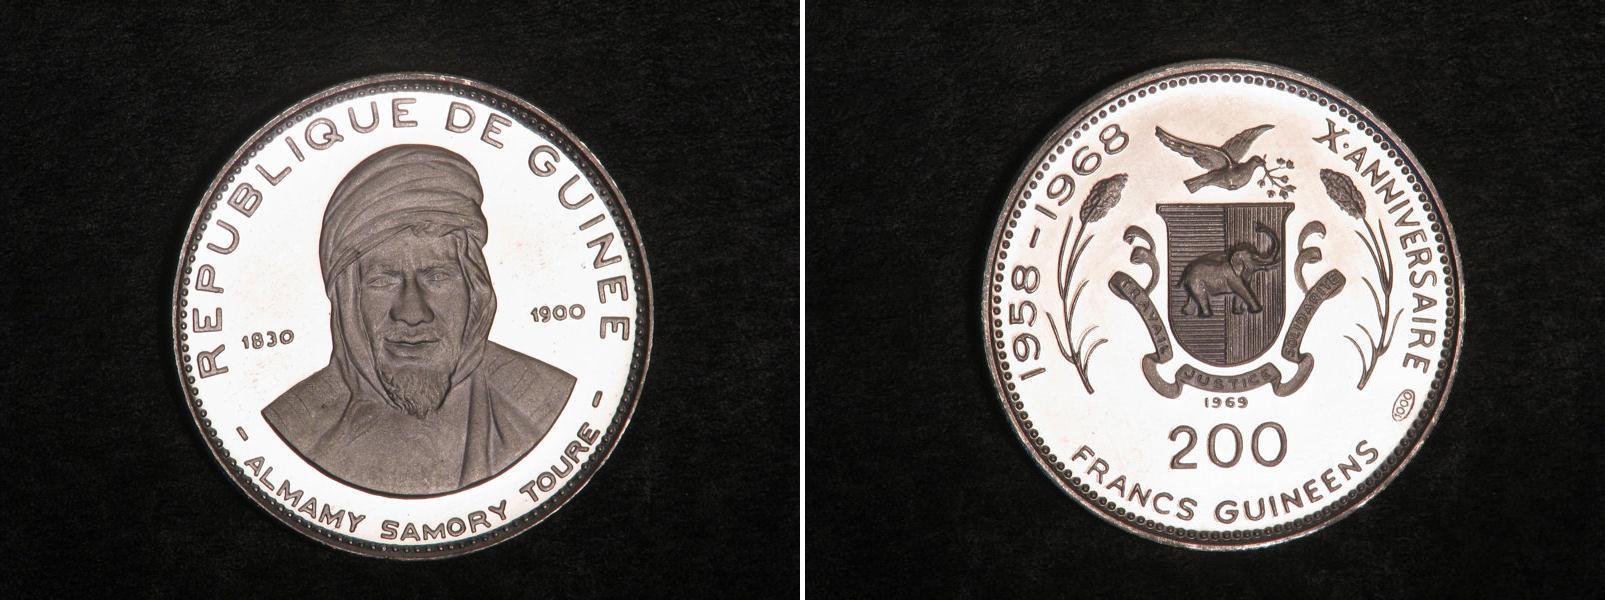 REPUBLIQUE DE GUINEE
1830
1900
- ALMAMY SAMORY TOURE -
1958-1968
X·ANNIVERSAIRE
TRAVAIL
JUSTICE
SOLIDARITE
1969
1000
200
FRANCS GUINEENS